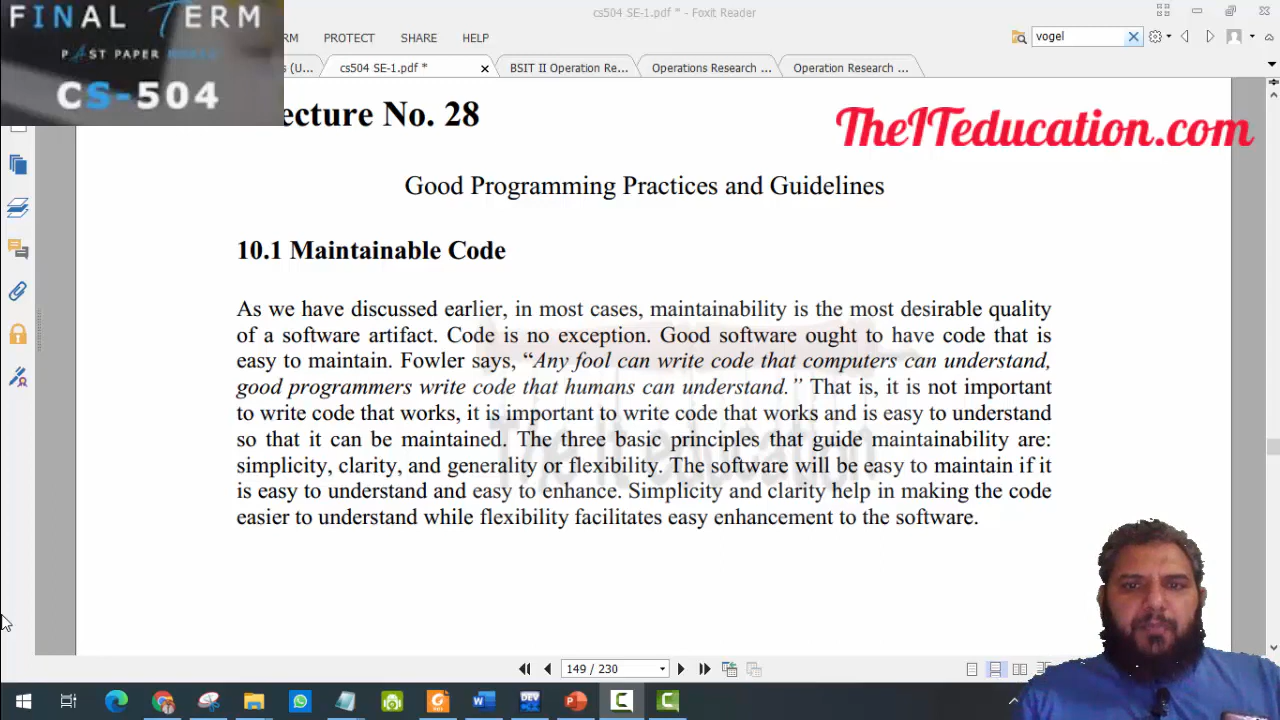 FINAL TERM
PAST PAPER
CS-504
cs504 SE-1.pdf * - Foxit Reader
RM PROTECT SHARE HELP
vogel
s (U... cs504 SE-1.pdf * BSIT II Operation Re... Operations Research ... Operation Research ...
ecture No. 28
TheITeducation.com
Good Programming Practices and Guidelines
10.1 Maintainable Code
As we have discussed earlier, in most cases, maintainability is the most desirable quality
of a software artifact. Code is no exception. Good software ought to have code that is
easy to maintain. Fowler says, “Any fool can write code that computers can understand,
good programmers write code that humans can understand.” That is, it is not important
to write code that works, it is important to write code that works and is easy to understand
so that it can be maintained. The three basic principles that guide maintainability are:
simplicity, clarity, and generality or flexibility. The software will be easy to maintain if it
is easy to understand and easy to enhance. Simplicity and clarity help in making the code
easier to understand while flexibility facilitates easy enhancement to the software.
The It education
149 / 230